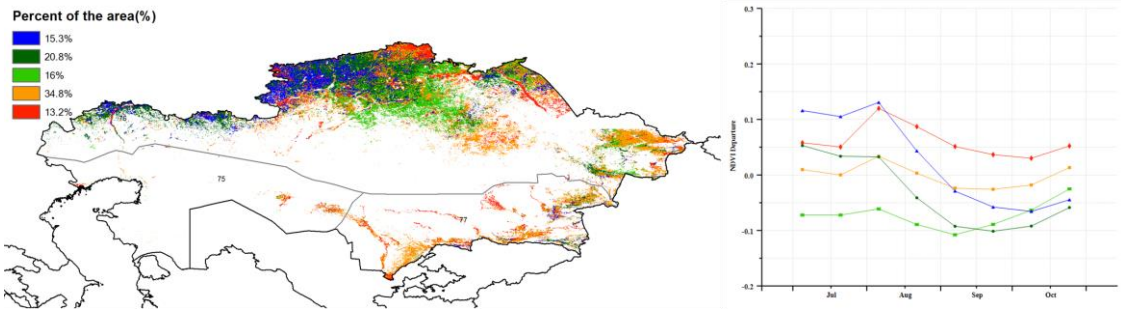 Percent of the area(%)
15.3%
20.8%
16%
34.8%
13.2%
76
75
77
NDVI Departure
0.3
0.2
0.1
0.0
-0.1
-0.2
Jul
Aug
Sep
Oct